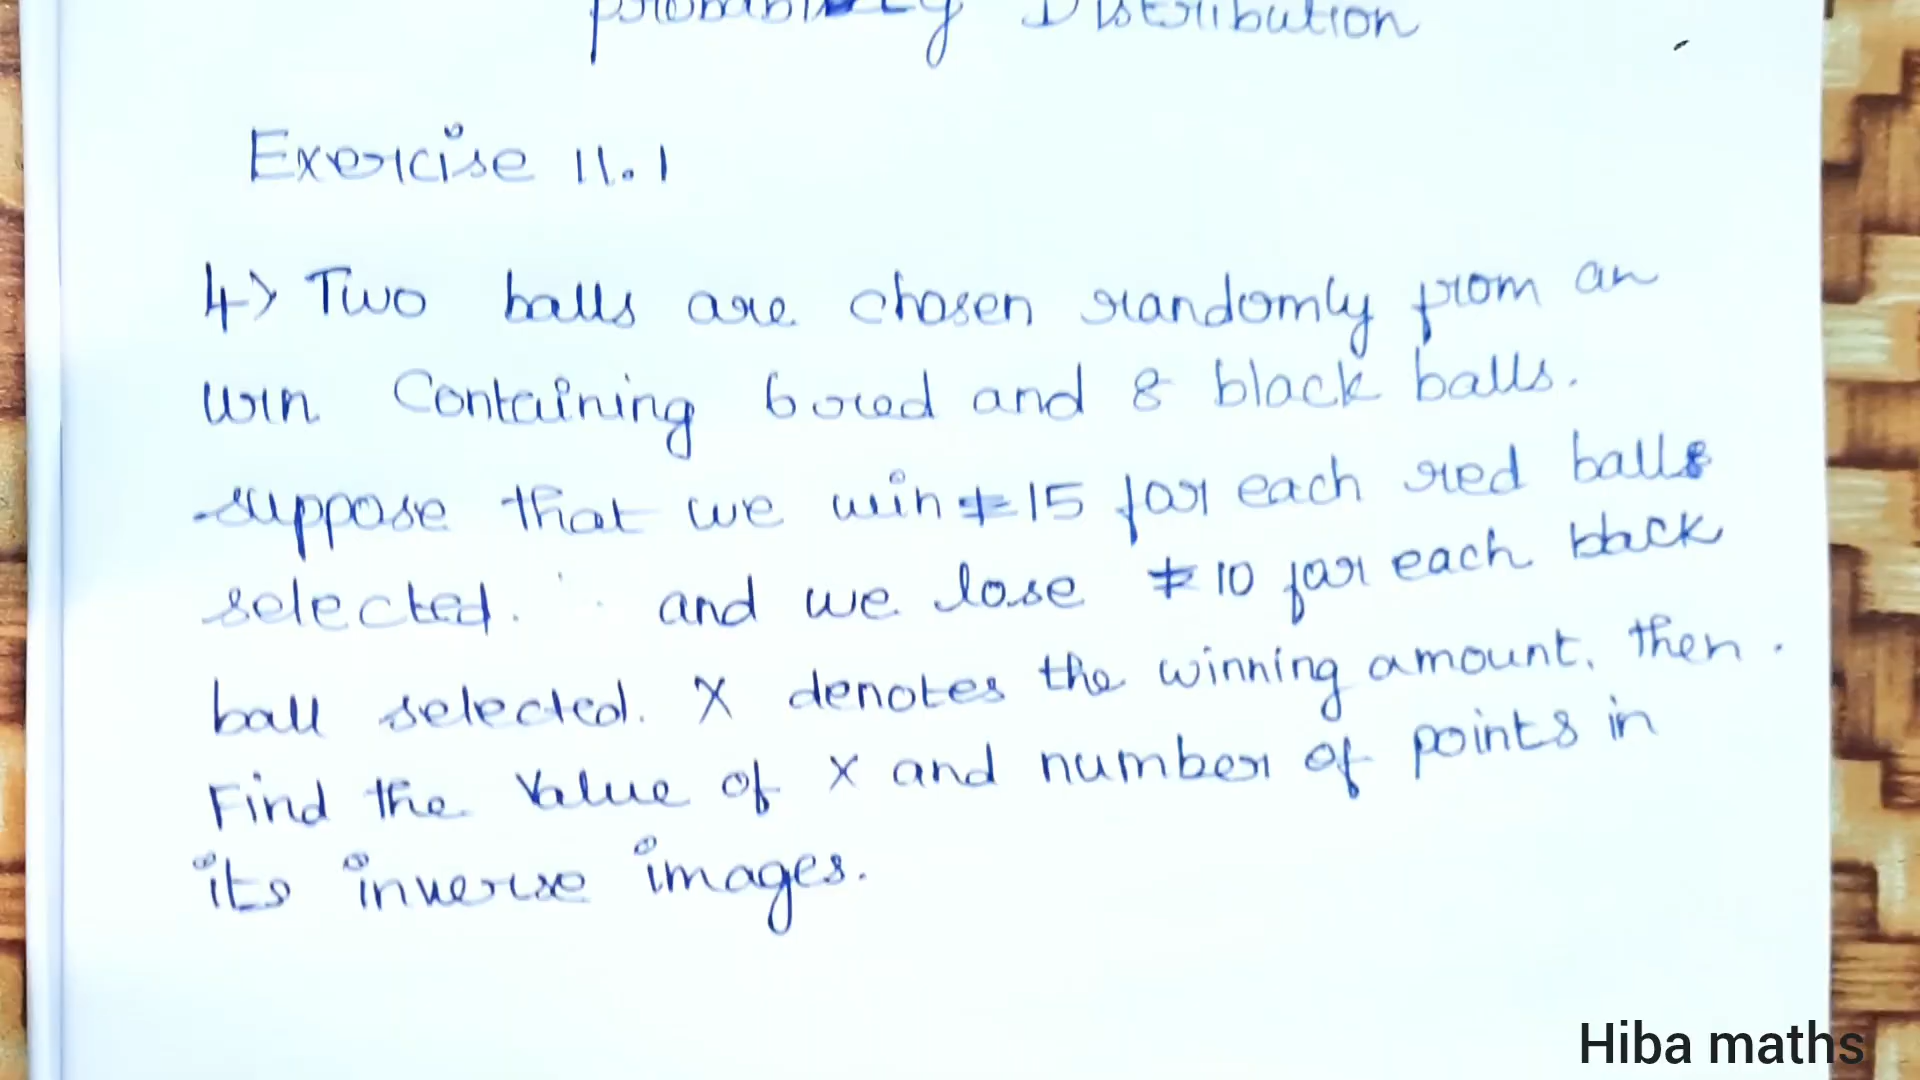 probability Distribution
Exercise 11.1
4> Two balls are chosen randomly from an
urn Containing 6 red and 8 black balls.
suppose that we win ₹15 for each red balls
selected. and we lose ₹10 for each black
ball selected. X denotes the winning amount. then.
Find the Value of X and number of points in
its inverse images.
Hiba maths